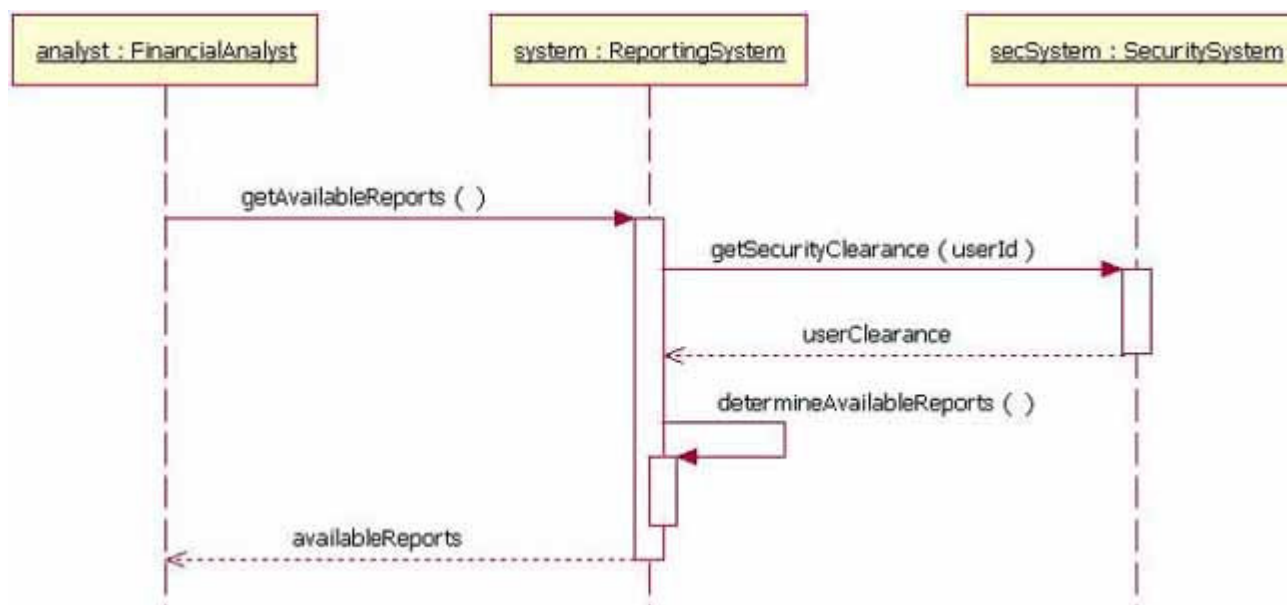 analyst : FinancialAnalyst
system : ReportingSystem
secSystem : SecuritySystem
getAvailableReports ( )
getSecurityClearance ( userId )
userClearance
determineAvailableReports ( )
availableReports